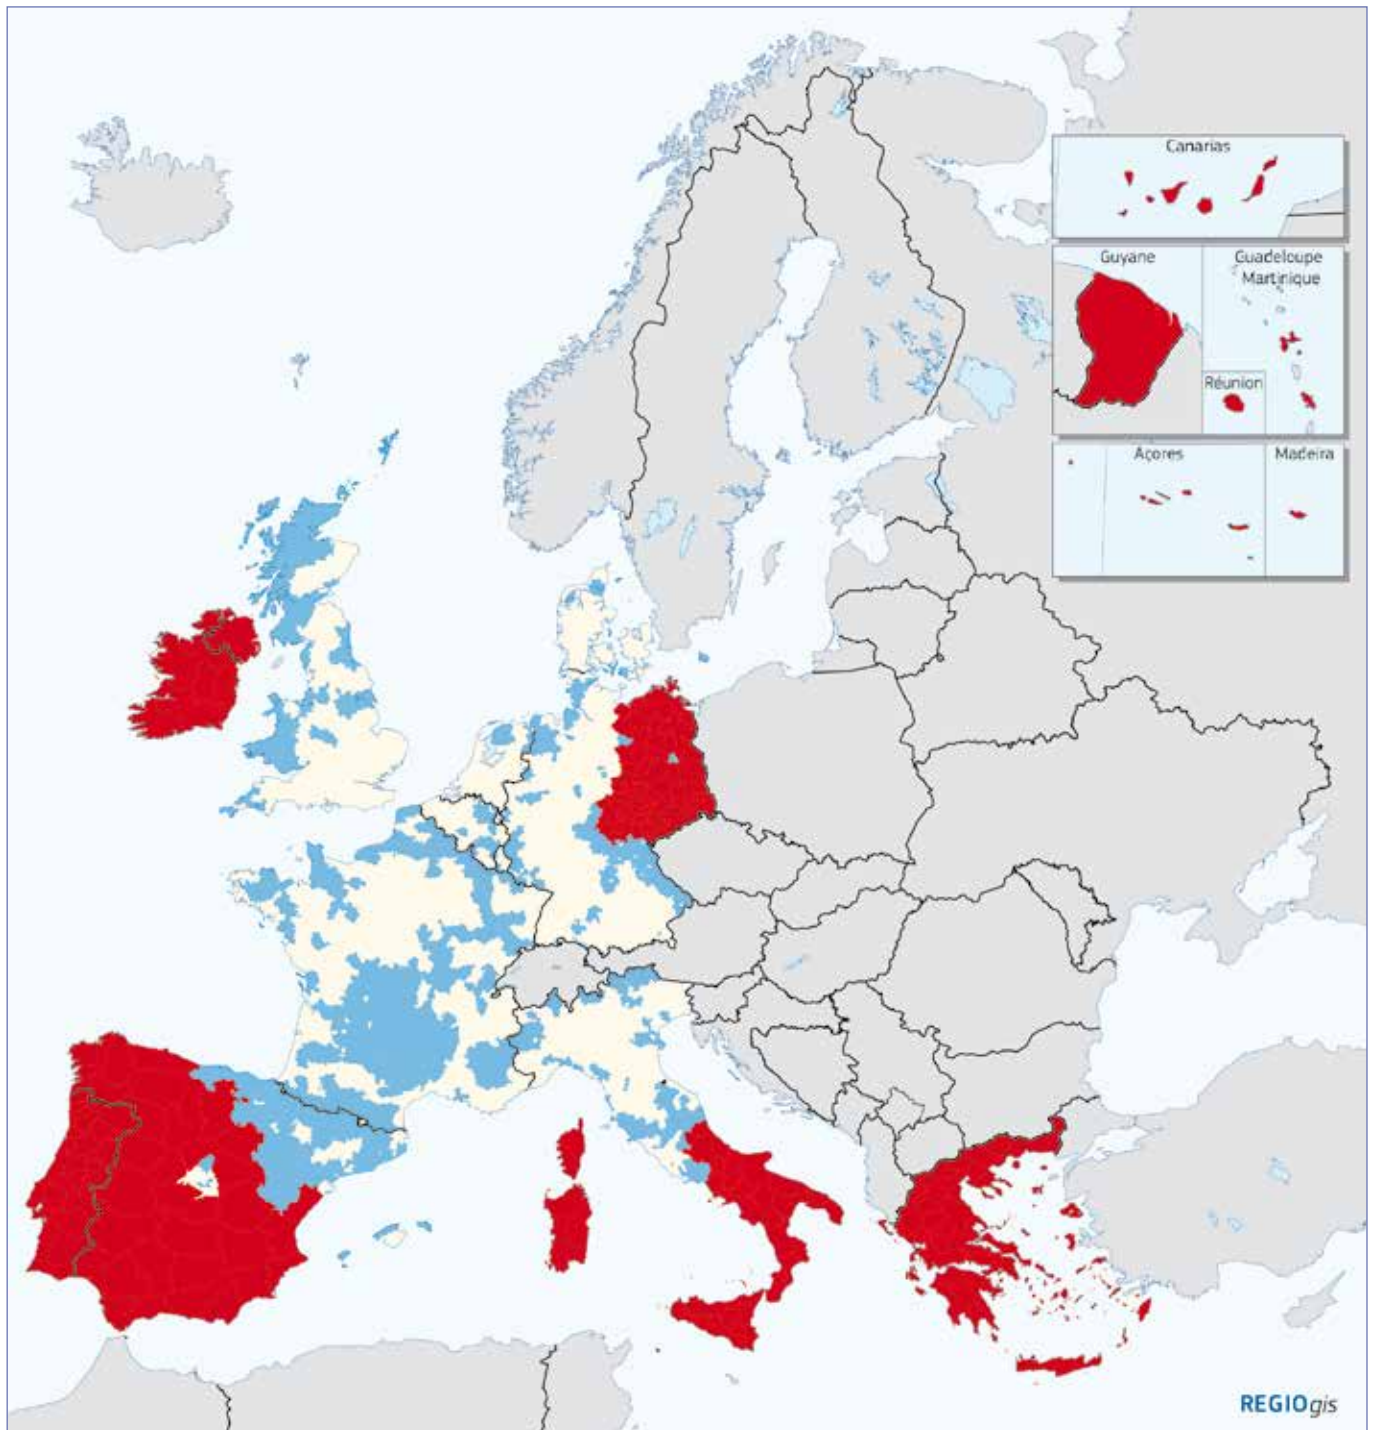 Canarias
Guyane
Guadeloupe
Martinique
Réunion
Açores
Madeira
REGIOgis